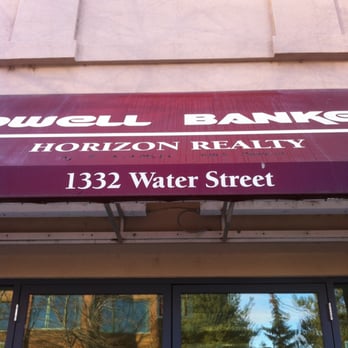 OWELL BANKE
HORIZON REALTY
1332 Water Street